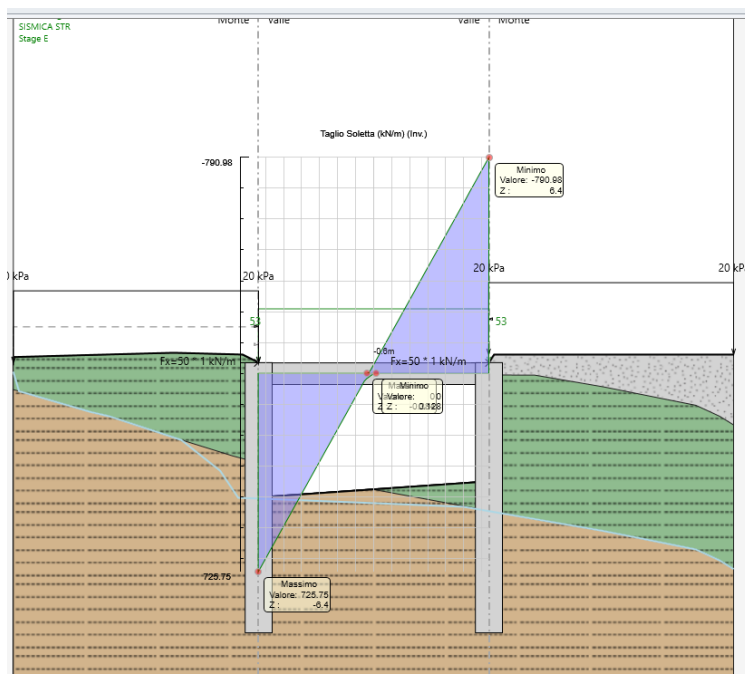 Monte
Valle
Valle
Monte
SISMICA STR
Stage E
Taglio Soletta (kN/m) (Inv.)
-790.98
Minimo
Valore: -790.98
Z : 6.4
0 kPa
20 kPa
20 kPa
20 kPa
53
53
-0.6m
Fx=50 * 1 kN/m
Fx=50 * 1 kN/m
Minimo
Valore: 0.0
Z :
725.75
Massimo
Valore: 725.75
Z : -6.4